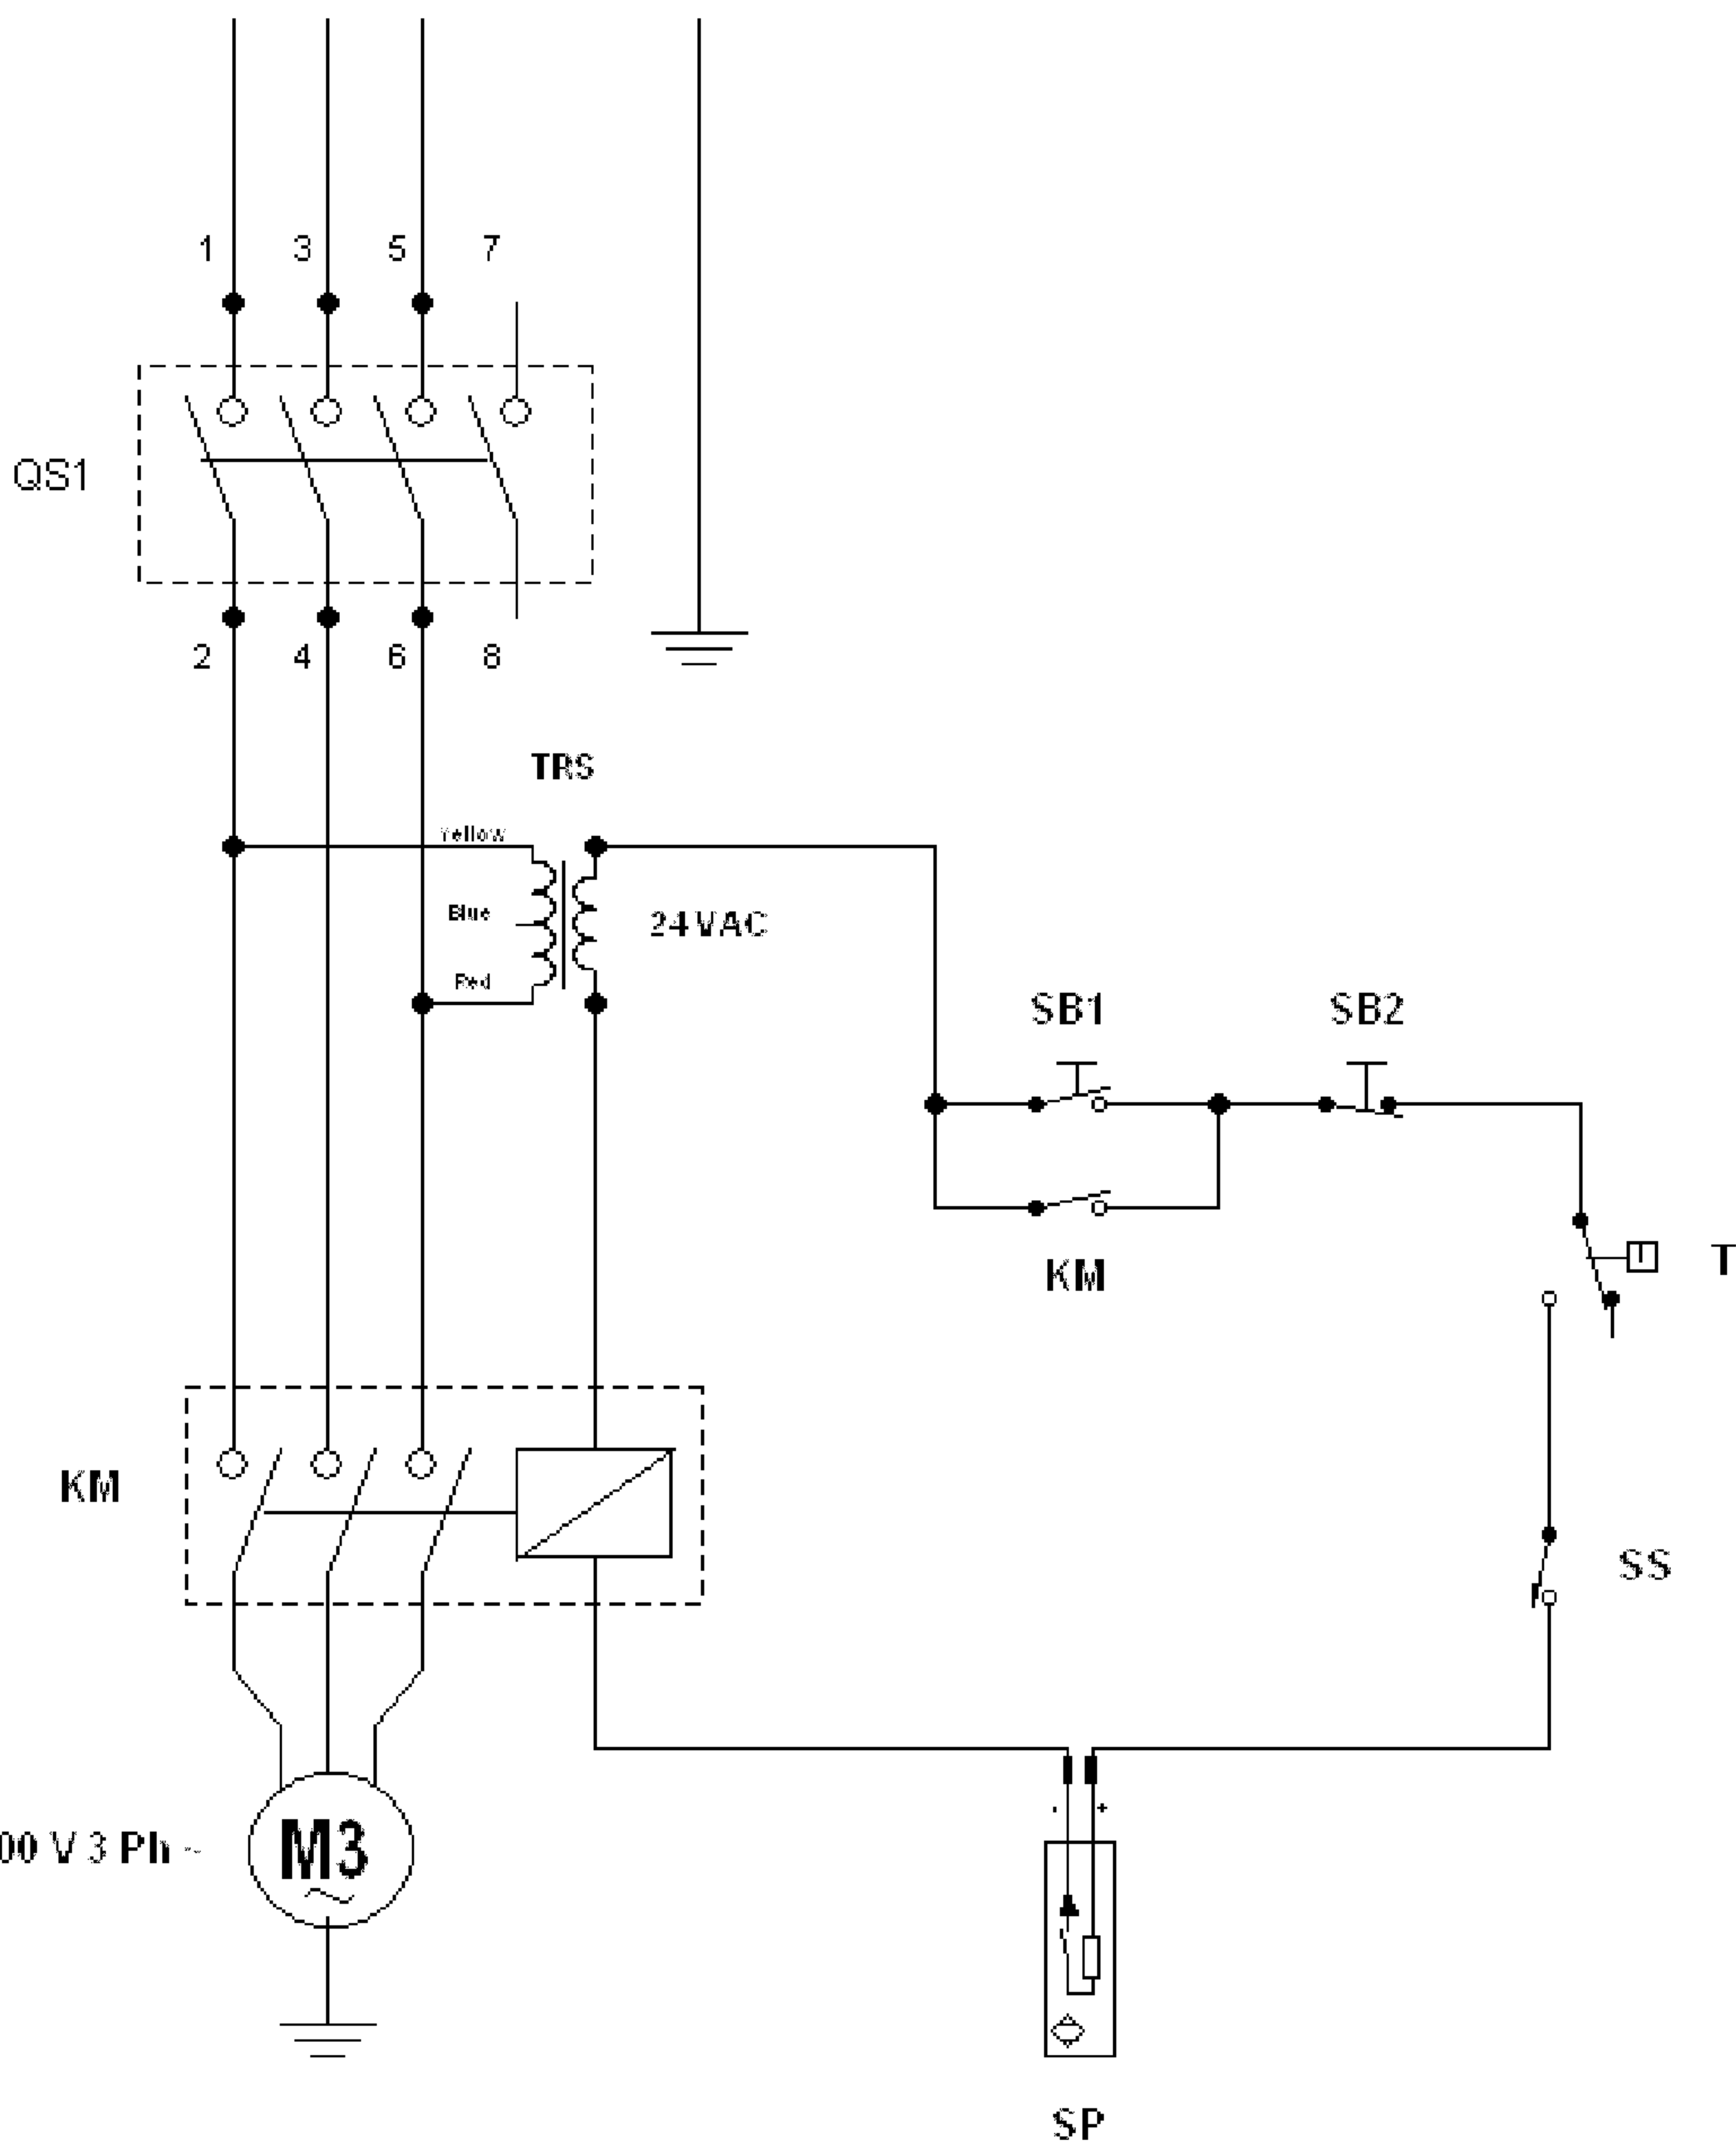 1 3 5 7
QS1
2 4 6 8
TRS
Yellow
Blue
24VAC
Red
SB1 SB2
KM
T
KM
SS
00 V 3 Ph ~
M3
~
- +
SP